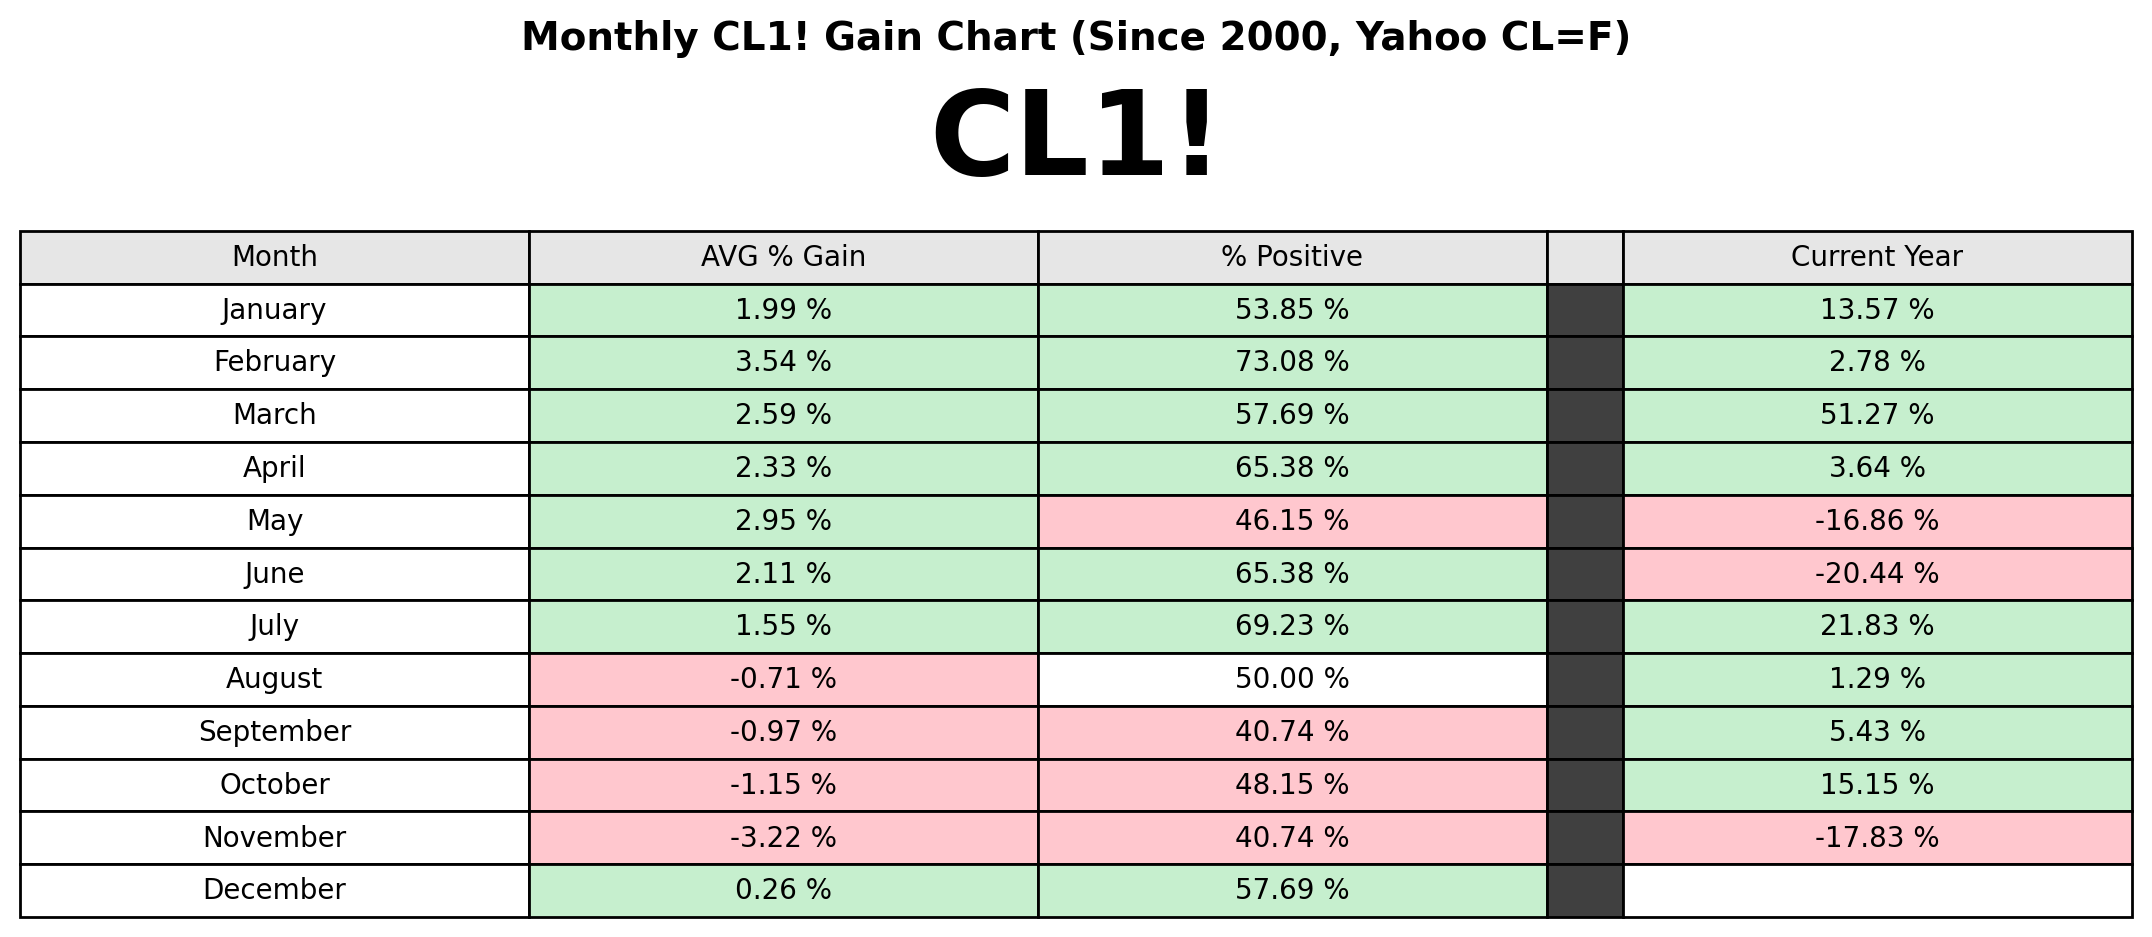 Monthly CL1! Gain Chart (Since 2000, Yahoo CL=F)
CL1!
Month AVG % Gain % Positive Current Year
January 1.99 % 53.85 % 13.57 %
February 3.54 % 73.08 % 2.78 %
March 2.59 % 57.69 % 51.27 %
April 2.33 % 65.38 % 3.64 %
May 2.95 % 46.15 % -16.86 %
June 2.11 % 65.38 % -20.44 %
July 1.55 % 69.23 % 21.83 %
August -0.71 % 50.00 % 1.29 %
September -0.97 % 40.74 % 5.43 %
October -1.15 % 48.15 % 15.15 %
November -3.22 % 40.74 % -17.83 %
December 0.26 % 57.69 %